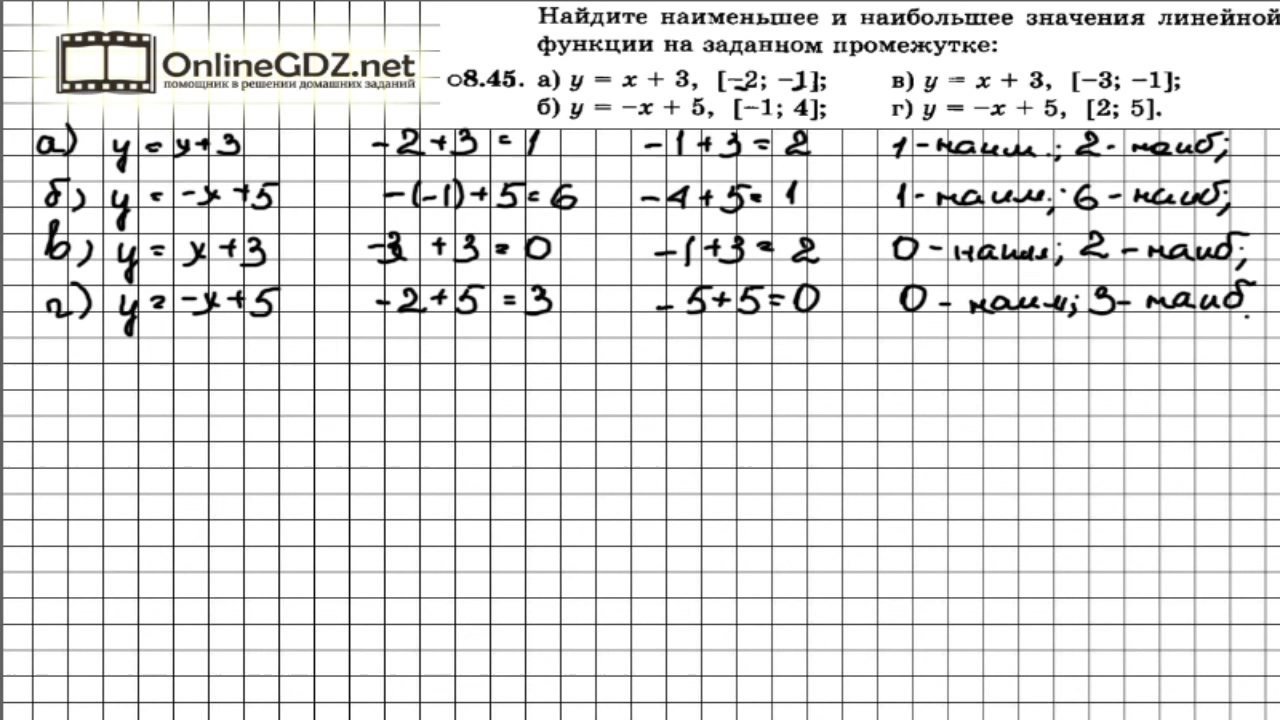 Найдите наименьшее и наибольшее значения линейной
функции на заданном промежутке:
OnlineGDZ.net
помощник в решении домашних заданий
○8.45. а) y = x + 3, [−2; −1]; в) y = x + 3, [−3; −1];
б) y = −x + 5, [−1; 4]; г) y = −x + 5, [2; 5].
а) y = x+3 -2+3 = 1 -1+3 = 2 1-наим.; 2-наиб;
б) y = -x+5 -(-1)+5=6 -4+5= 1 1-наим; 6-наиб;
в) y = x+3 -3 +3 = 0 -1+3 = 2 0-наим; 2-наиб;
г) y = -x+5 -2+5 = 3 -5+5=0 0-наим; 3-наиб.